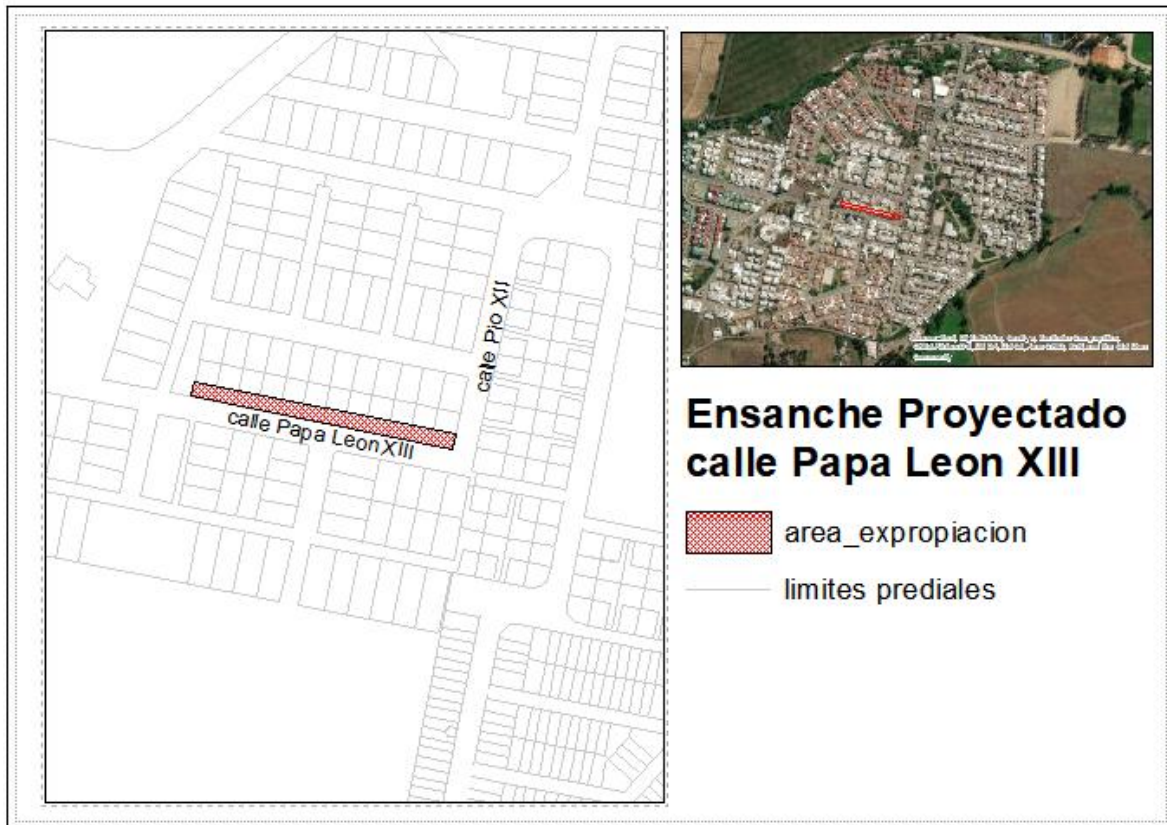 calle Pio XII
calle Papa Leon XIII
Ensanche Proyectado
calle Papa Leon XIII
area_expropiacion
limites prediales